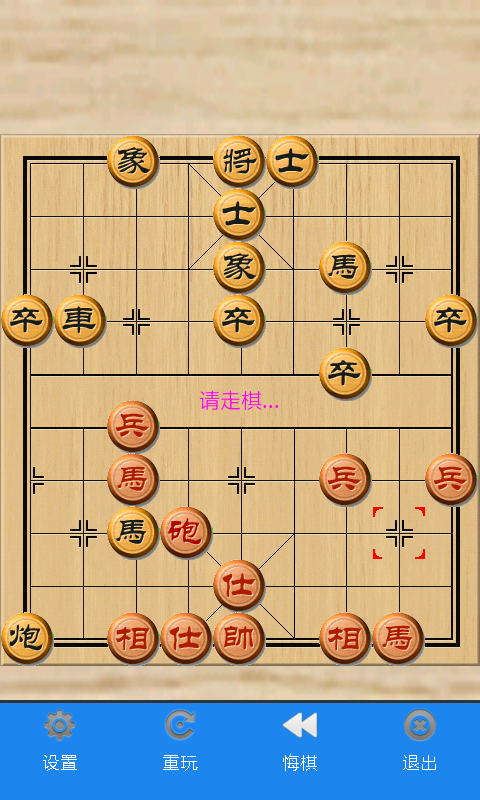 象 將 士
士
象 馬
卒 車 卒 卒
卒
请走棋...
兵
馬 兵 兵
馬 砲
仕
炮 相 仕 帥 相 馬
设置 重玩 悔棋 退出